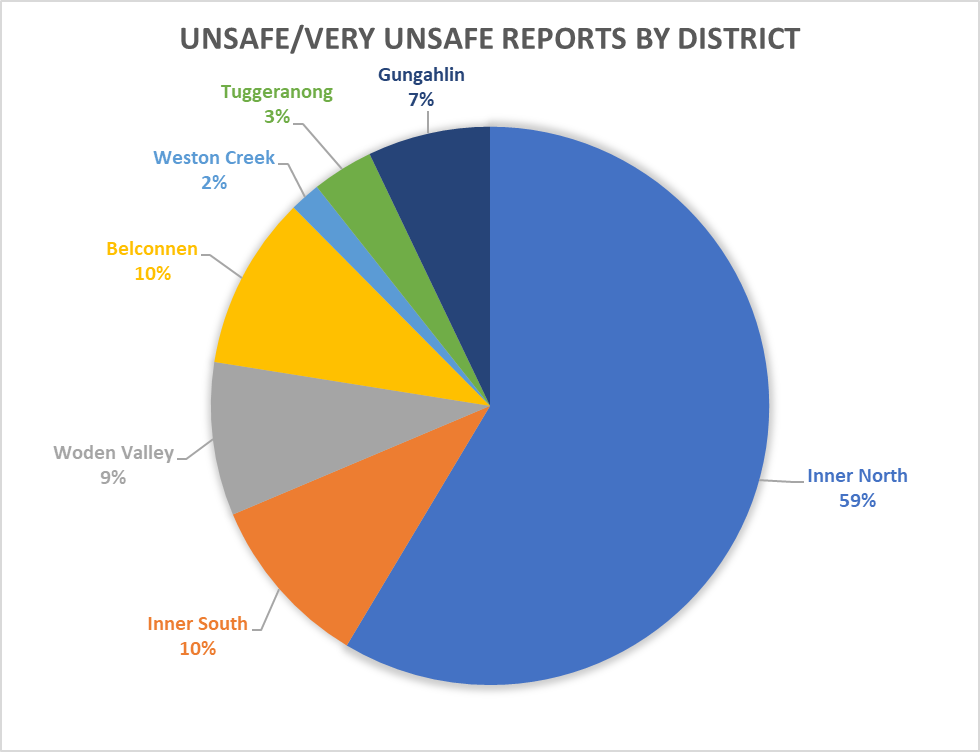 UNSAFE/VERY UNSAFE REPORTS BY DISTRICT
Gungahlin
7%
Tuggeranong
3%
Weston Creek
2%
Belconnen
10%
Woden Valley
9%
Inner North
59%
Inner South
10%